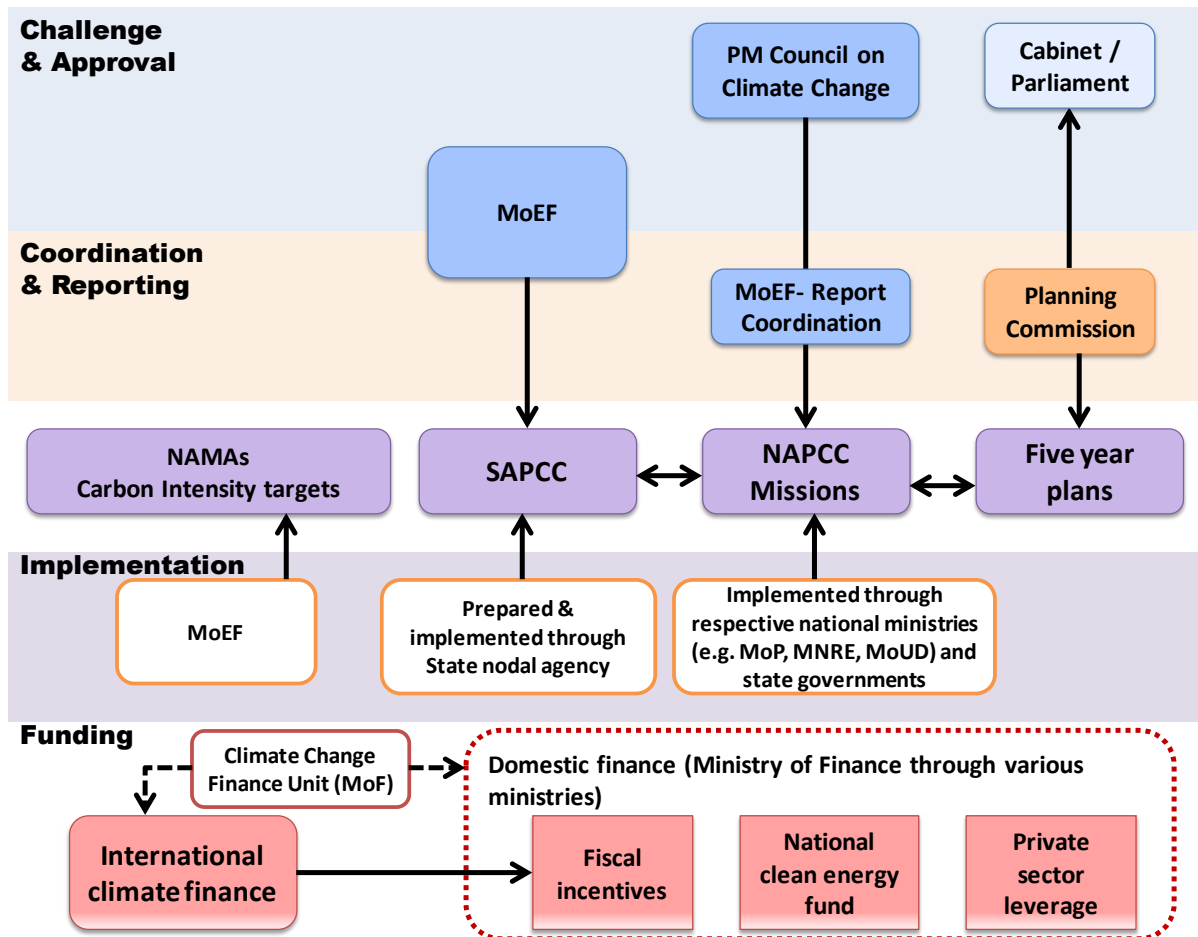 Challenge
& Approval
PM Council on
Climate Change
Cabinet /
Parliament
MoEF
Coordination
& Reporting
MoEF- Report
Coordination
Planning
Commission
NAMAs
Carbon Intensity targets
SAPCC
NAPCC
Missions
Five year
plans
Implementation
MoEF
Prepared &
implemented through
State nodal agency
Implemented through
respective national ministries
(e.g. MoP, MNRE, MoUD) and
state governments
Funding
Climate Change
Finance Unit (MoF)
Domestic finance (Ministry of Finance through various
ministries)
International
climate finance
Fiscal
incentives
National
clean energy
fund
Private
sector
leverage